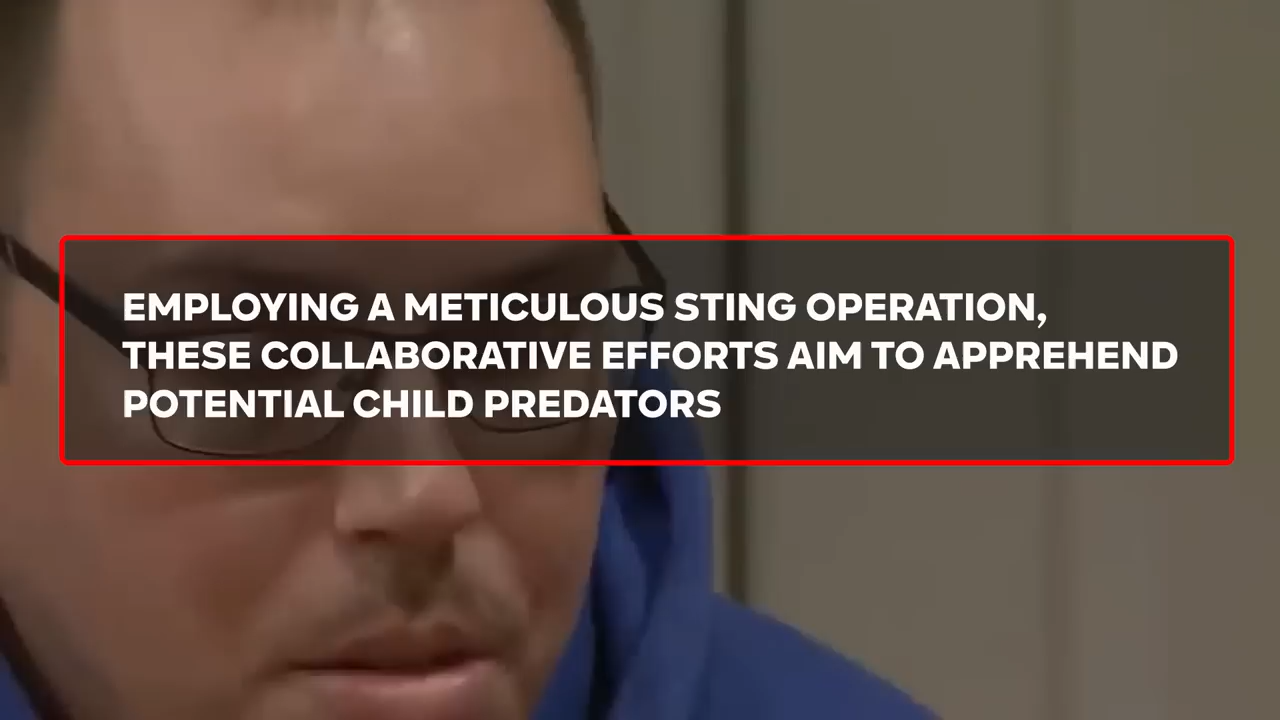 EMPLOYING A METICULOUS STING OPERATION,
THESE COLLABORATIVE EFFORTS AIM TO APPREHEND
POTENTIAL CHILD PREDATORS